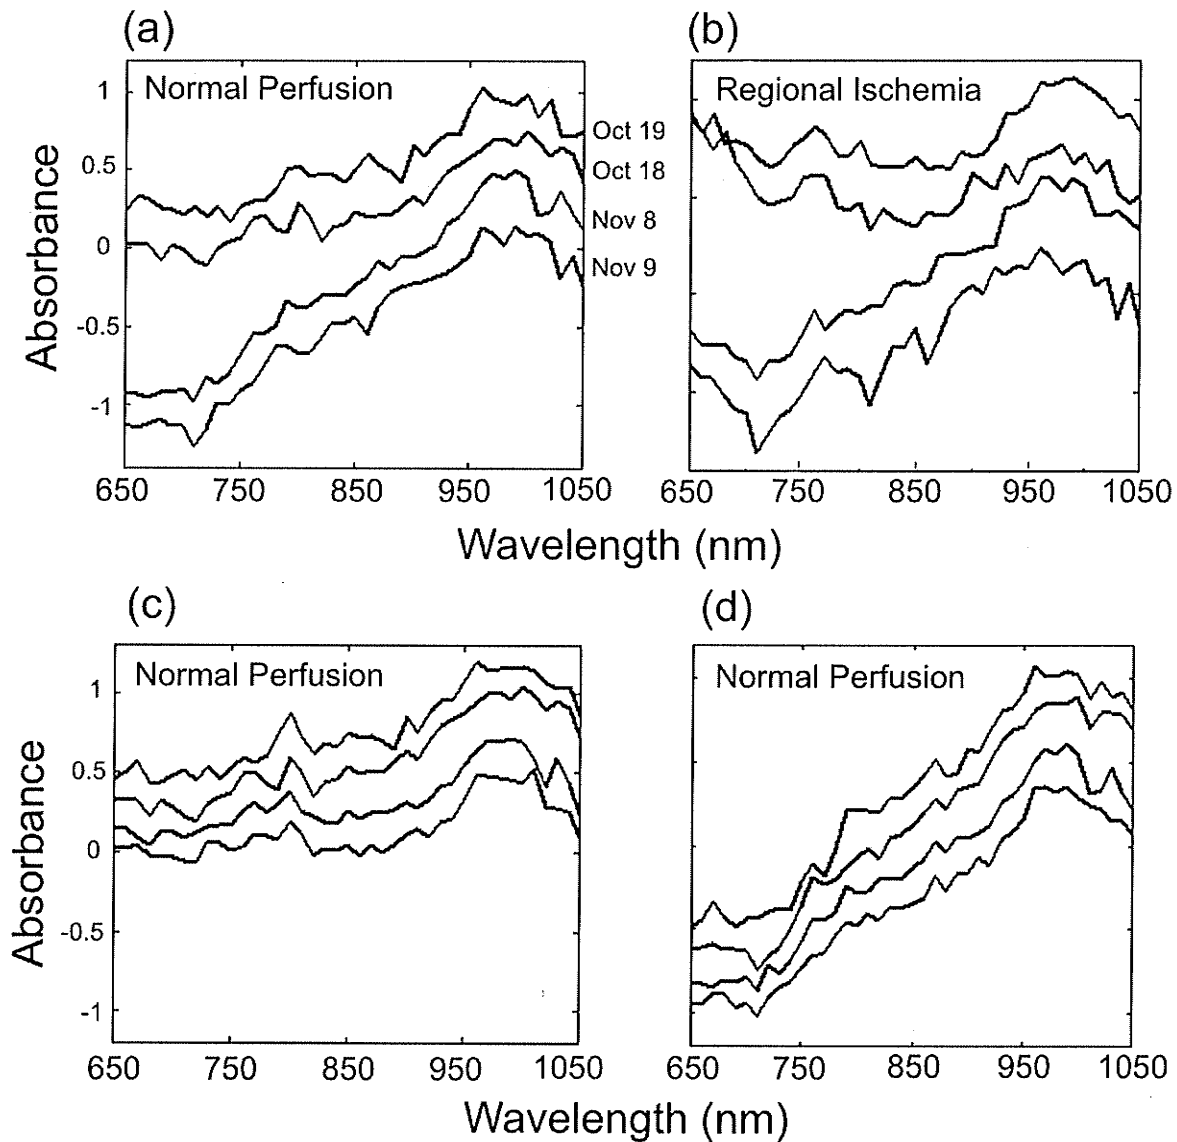 (a)
(b)
Normal Perfusion
Regional Ischemia
Absorbance
1
0.5
0
-0.5
-1
Oct 19
Oct 18
Nov 8
Nov 9
650 750 850 950 1050
650 750 850 950 1050
Wavelength (nm)
(c)
(d)
Normal Perfusion
Normal Perfusion
Absorbance
1
0.5
0
-0.5
-1
650 750 850 950 1050
650 750 850 950 1050
Wavelength (nm)